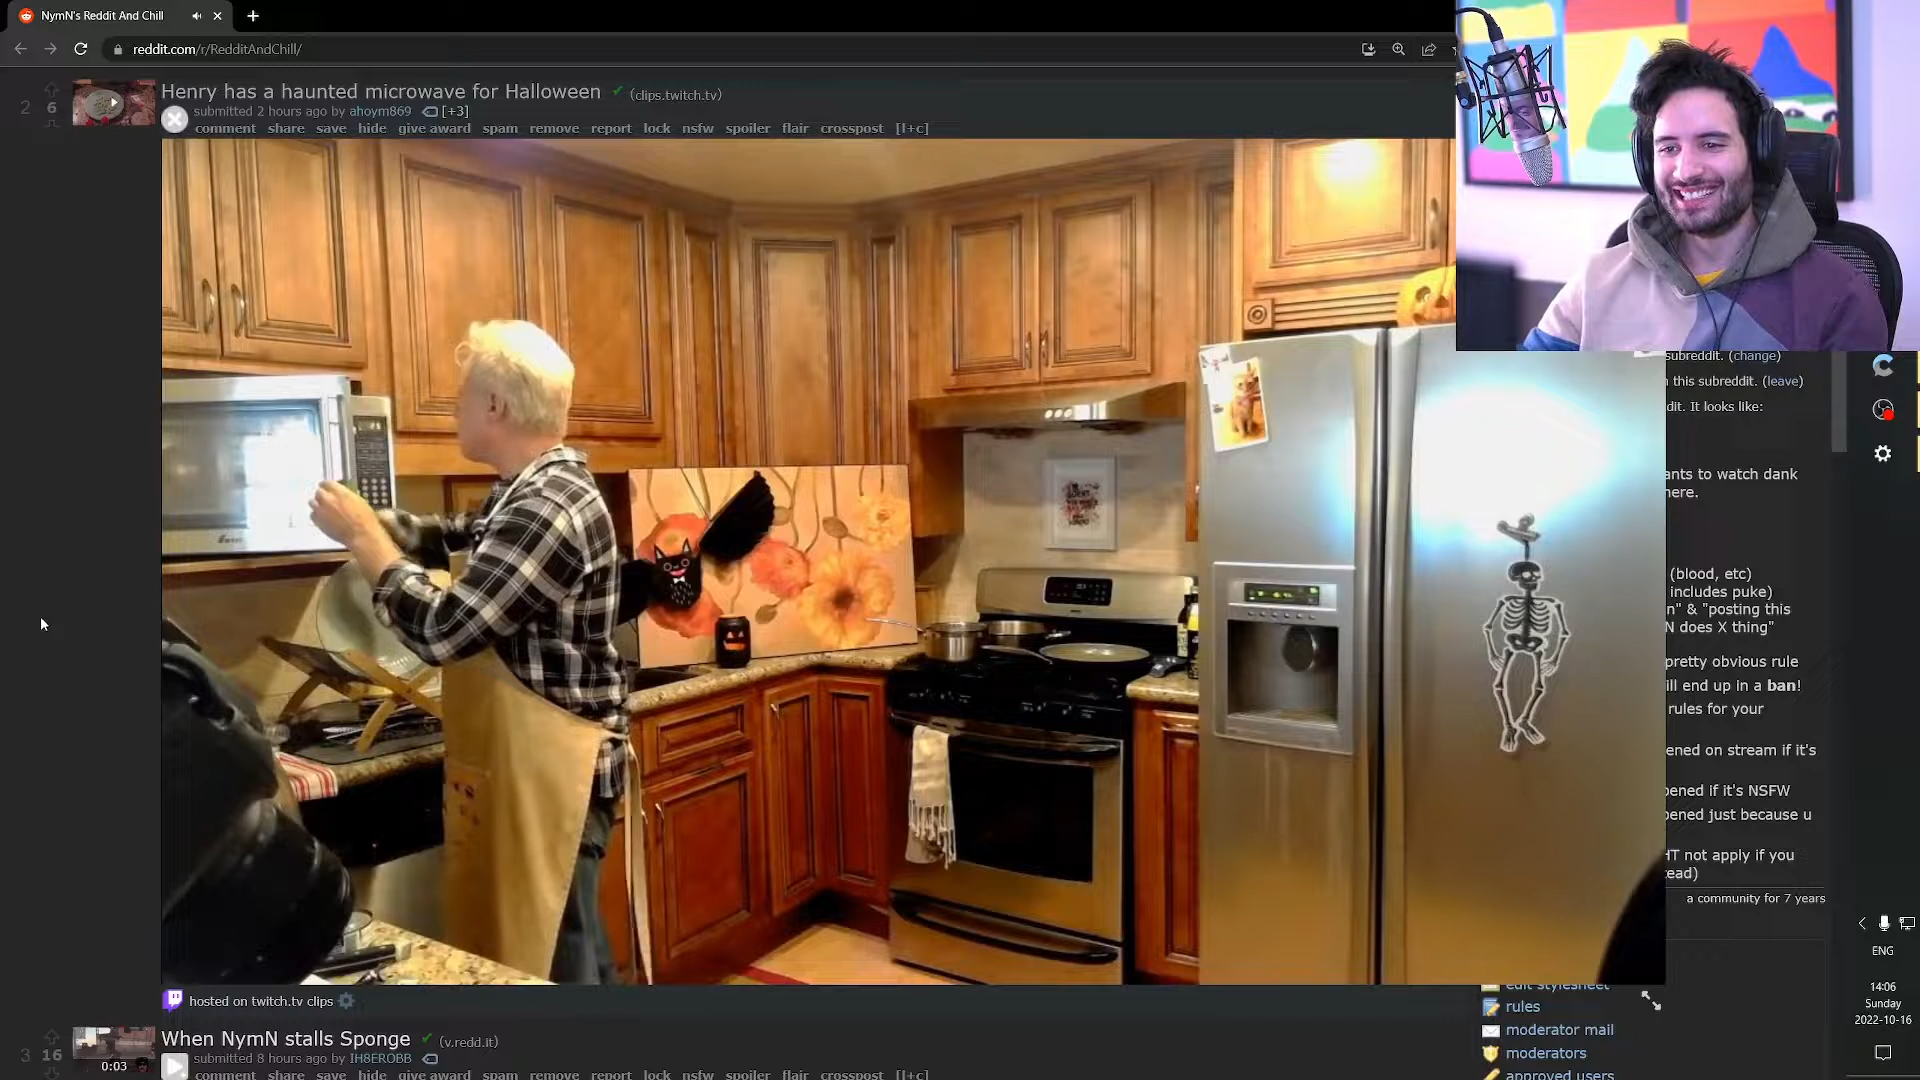 NymN's Reddit And Chill
reddit.com/r/RedditAndChill/
2
6
Henry has a haunted microwave for Halloween (clips.twitch.tv)
submitted 2 hours ago by ahoym869 [+3]
comment share save hide give award spam remove report lock nsfw spoiler flair crosspost [l+c]
subreddit. (change)
this subreddit. (leave)
dit. It looks like:
ants to watch dank
here.
(blood, etc)
includes puke)
n" & "posting this
N does X thing"
pretty obvious rule
ill end up in a ban!
rules for your
ened on stream if it's
pened if it's NSFW
pened just because u
HT not apply if you
tead)
a community for 7 years
ENG
14:06
Sunday
2022-10-16
hosted on twitch.tv clips
edit stylesheet
rules
moderator mail
moderators
approved users
3
16
0:03
When NymN stalls Sponge (v.redd.it)
submitted 8 hours ago by IH8EROBB
comment share save hide give award spam remove report lock nsfw spoiler flair crosspost [l+c]